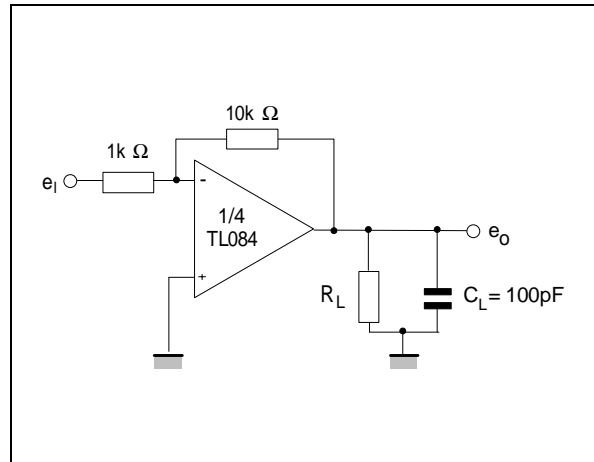 10k Ω
1k Ω
eI
-
1/4
TL084
+
eo
RL
CL= 100pF